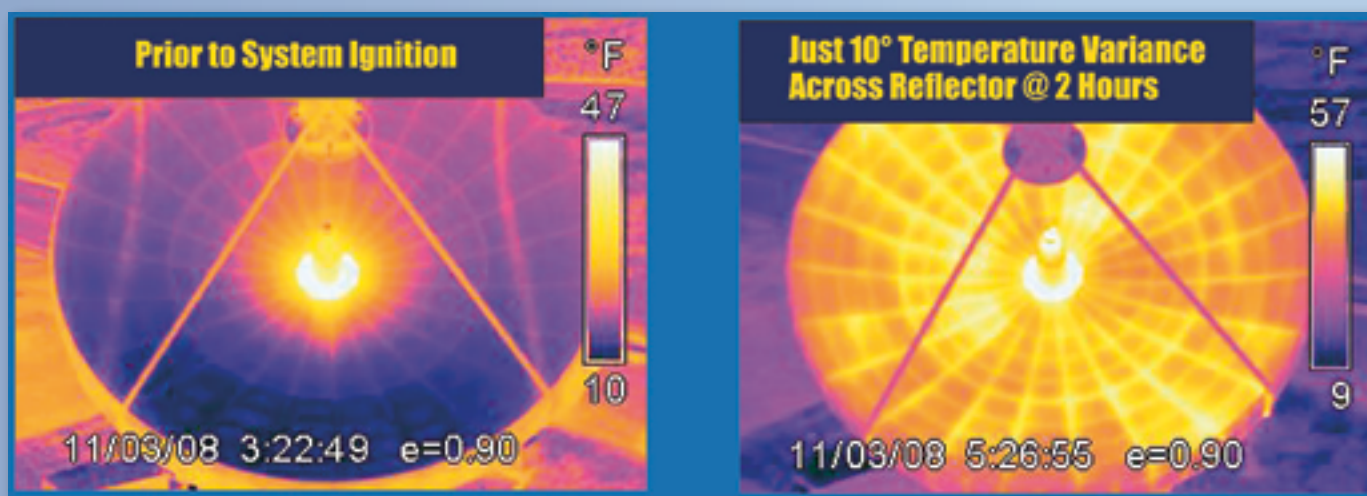 Prior to System Ignition
°F
47
10
11/03/08 3:22:49 e=0.90
Just 10° Temperature Variance
Across Reflector @ 2 Hours
°F
57
9
11/03/08 5:26:55 e=0.90